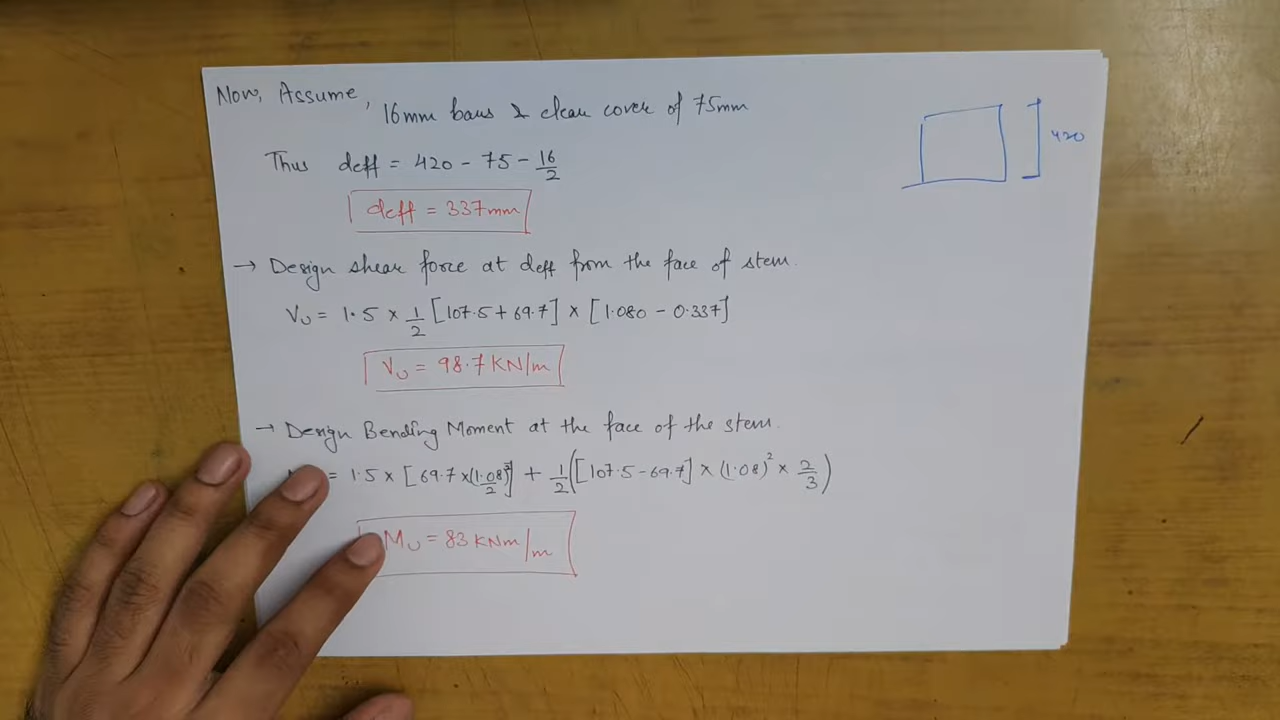 Now, Assume,
16mm bars & clear cover of 75mm
420
Thus deff = 420 - 75 - 16/2
deff = 337mm
→ Design shear force at deff from the face of stem.
Vu = 1.5 × 1/2 [107.5 + 69.7] × [1.080 - 0.337]
Vu = 98.7 KN/m
→ Design Bending Moment at the face of the stem.
= 1.5 × [69.7 × (1.08)²/2] + 1/2 ([107.5 - 69.7] × (1.08)² × 2/3)
Mu = 83 KNm/m